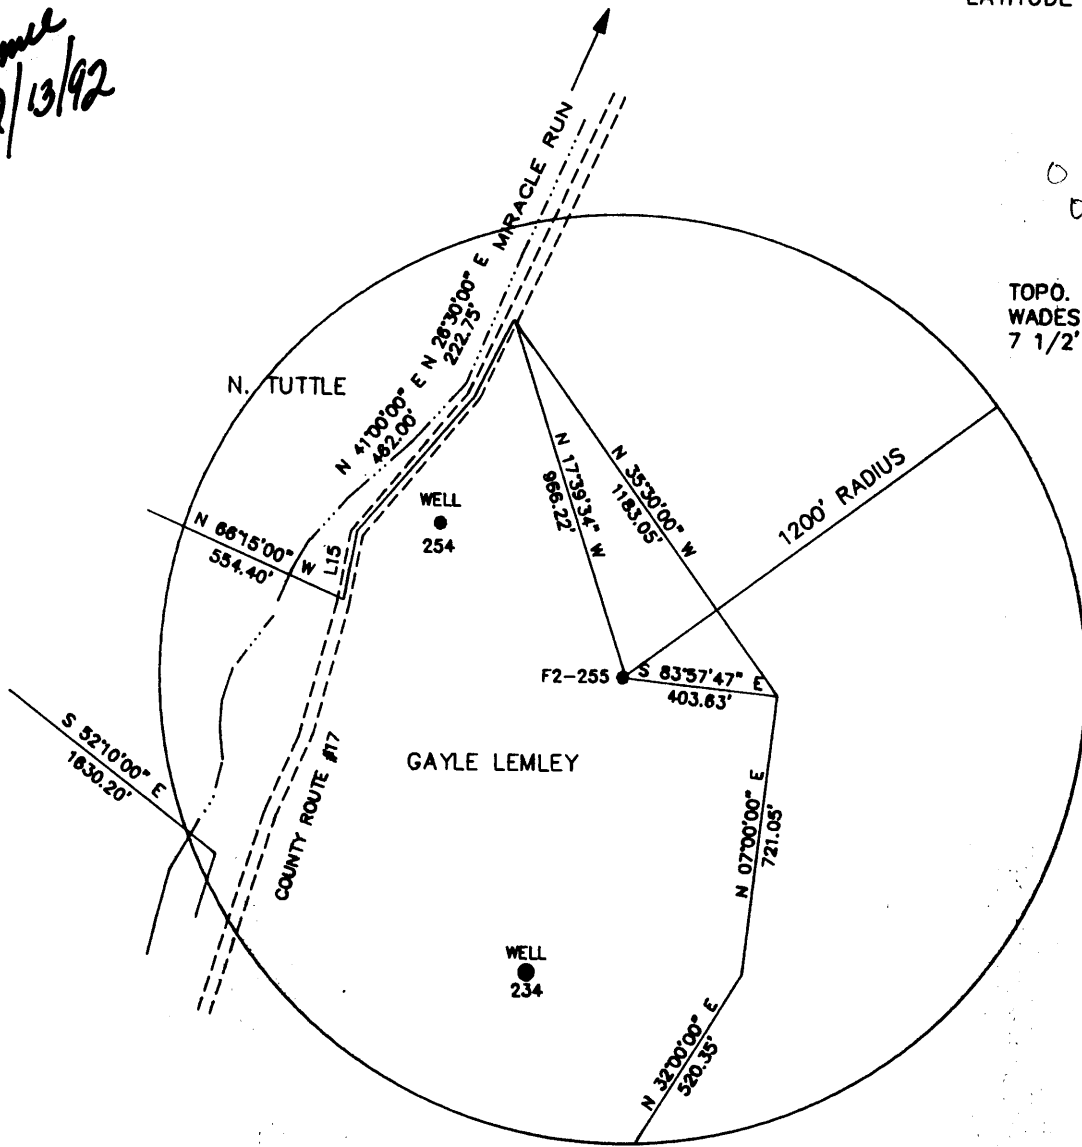 LATITUDE
/13/92
TOPO.
WADES
7 1/2'
MIRACLE RUN
N 26°30'00" E
222.75'
N 41°00'00" E
462.00'
N. TUTTLE
WELL
254
N 66°15'00" W
554.40'
L15
N 17°39'34" W
966.22'
N 35°30'00" W
1183.05'
1200' RADIUS
F2-255
S 83°57'47" E
403.63'
S 52°10'00" E
1630.20'
COUNTY ROUTE #17
GAYLE LEMLEY
N 07°00'00" E
721.05'
WELL
234
N 32°00'00" E
520.35'